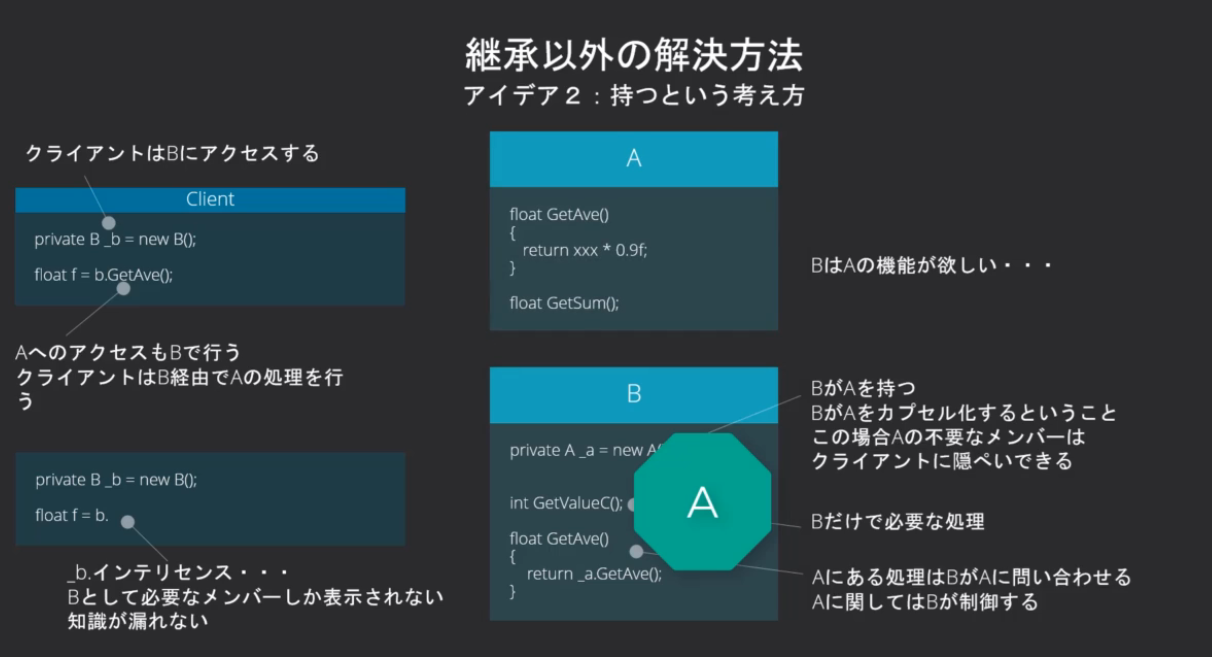 継承以外の解決方法
アイデア２：持つという考え方
クライアントはBにアクセスする
Client
private B _b = new B();
float f = b.GetAve();
AへのアクセスもBで行う
クライアントはB経由でAの処理を行
う
private B _b = new B();
float f = b.
_b.インテリセンス・・・
Bとして必要なメンバーしか表示されない
知識が漏れない
A
float GetAve()
{
return xxx * 0.9f;
}
float GetSum();
BはAの機能が欲しい・・・
B
private A _a = new A(
int GetValueC();
float GetAve()
{
return _a.GetAve();
}
A
BがAを持つ
BがAをカプセル化するということ
この場合Aの不要なメンバーは
クライアントに隠ぺいできる
Bだけで必要な処理
Aにある処理はBがAに問い合わせる
Aに関してはBが制御する